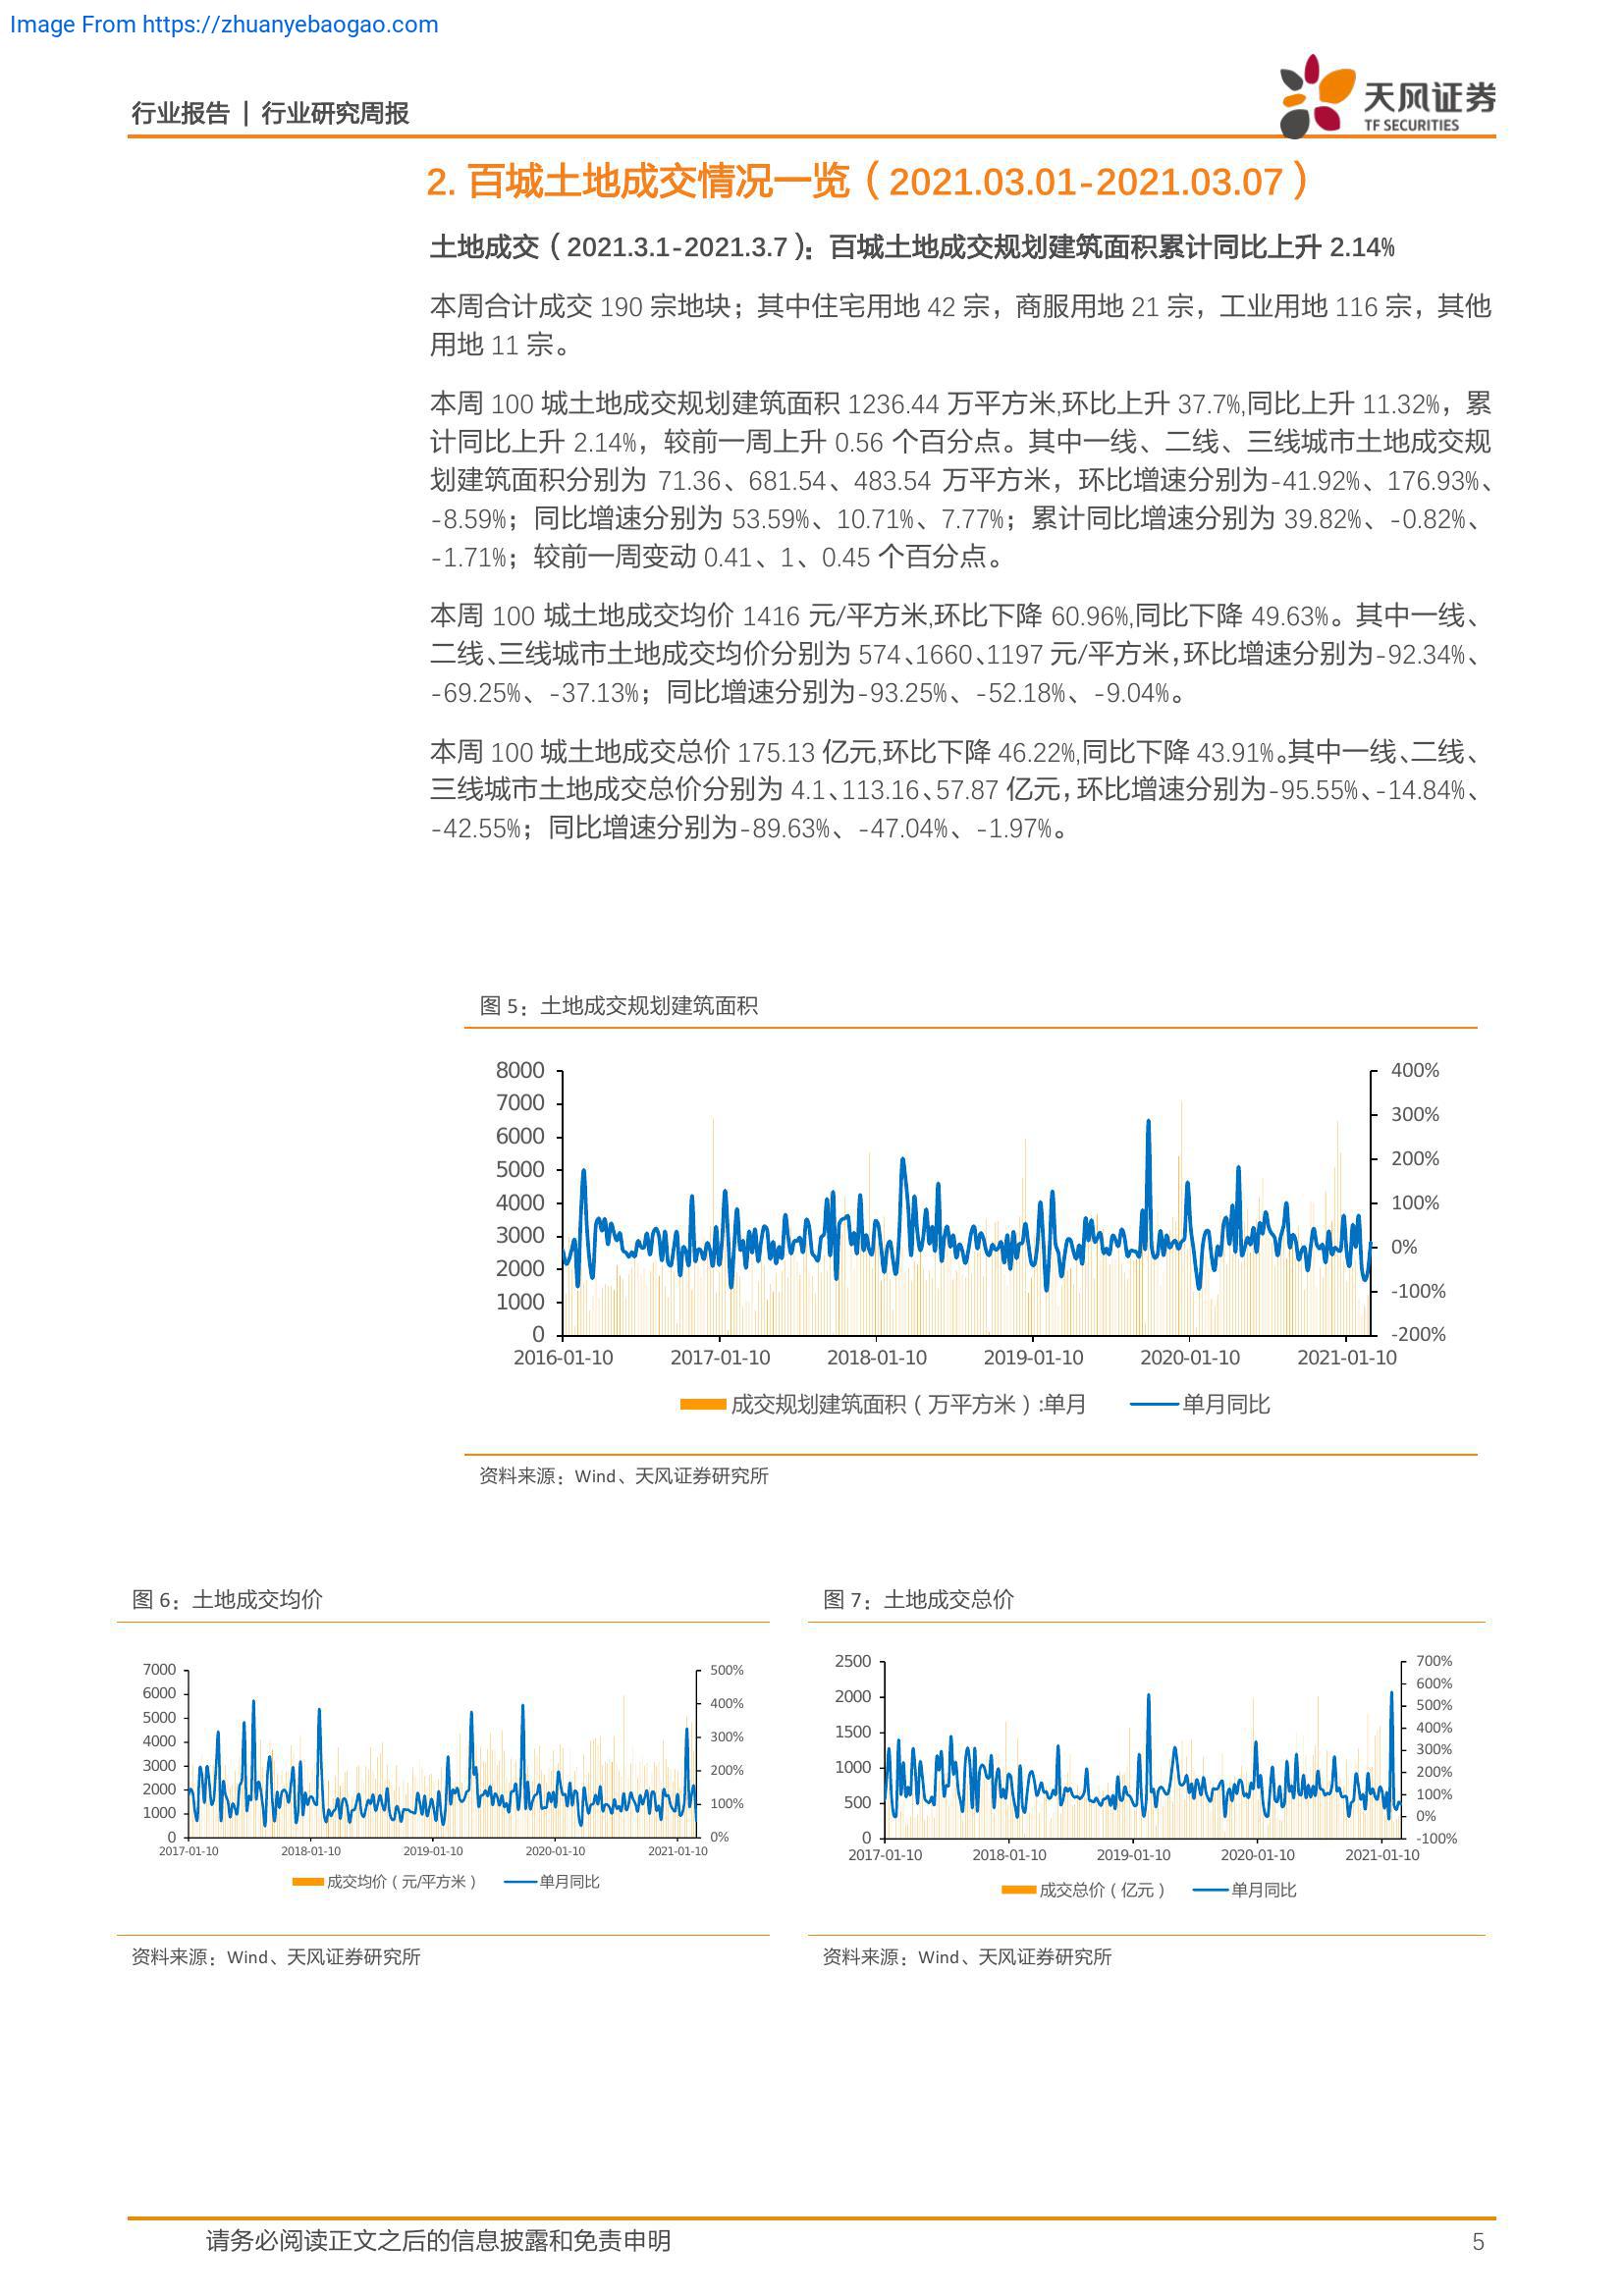 Image From https://zhuanyebaogao.com
行业报告 | 行业研究周报
天风证券
TF SECURITIES
2. 百城土地成交情况一览（2021.03.01-2021.03.07）
土地成交（2021.3.1-2021.3.7）：百城土地成交规划建筑面积累计同比上升 2.14%
本周合计成交 190 宗地块；其中住宅用地 42 宗，商服用地 21 宗，工业用地 116 宗，其他
用地 11 宗。
本周 100 城土地成交规划建筑面积 1236.44 万平方米,环比上升 37.7%,同比上升 11.32%，累
计同比上升 2.14%，较前一周上升 0.56 个百分点。其中一线、二线、三线城市土地成交规
划建筑面积分别为 71.36、681.54、483.54 万平方米，环比增速分别为-41.92%、176.93%、
-8.59%；同比增速分别为 53.59%、10.71%、7.77%；累计同比增速分别为 39.82%、-0.82%、
-1.71%；较前一周变动 0.41、1、0.45 个百分点。
本周 100 城土地成交均价 1416 元/平方米,环比下降 60.96%,同比下降 49.63%。其中一线、
二线、三线城市土地成交均价分别为 574、1660、1197 元/平方米，环比增速分别为-92.34%、
-69.25%、-37.13%；同比增速分别为-93.25%、-52.18%、-9.04%。
本周 100 城土地成交总价 175.13 亿元,环比下降 46.22%,同比下降 43.91%。其中一线、二线、
三线城市土地成交总价分别为 4.1、113.16、57.87 亿元，环比增速分别为-95.55%、-14.84%、
-42.55%；同比增速分别为-89.63%、-47.04%、-1.97%。
图 5：土地成交规划建筑面积
8000 400%
7000
6000 300%
5000 200%
4000 100%
3000 0%
2000
1000 -100%
0 -200%
2016-01-10 2017-01-10 2018-01-10 2019-01-10 2020-01-10 2021-01-10
成交规划建筑面积（万平方米）:单月 单月同比
资料来源：Wind、天风证券研究所
图 6：土地成交均价
7000 500%
6000 400%
5000
4000 300%
3000 200%
2000
1000 100%
0 0%
2017-01-10 2018-01-10 2019-01-10 2020-01-10 2021-01-10
成交均价（元/平方米） 单月同比
资料来源：Wind、天风证券研究所
图 7：土地成交总价
2500 700%
600%
2000 500%
1500 400%
300%
1000 200%
500 100%
0%
0 -100%
2017-01-10 2018-01-10 2019-01-10 2020-01-10 2021-01-10
成交总价（亿元） 单月同比
资料来源：Wind、天风证券研究所
请务必阅读正文之后的信息披露和免责申明 5